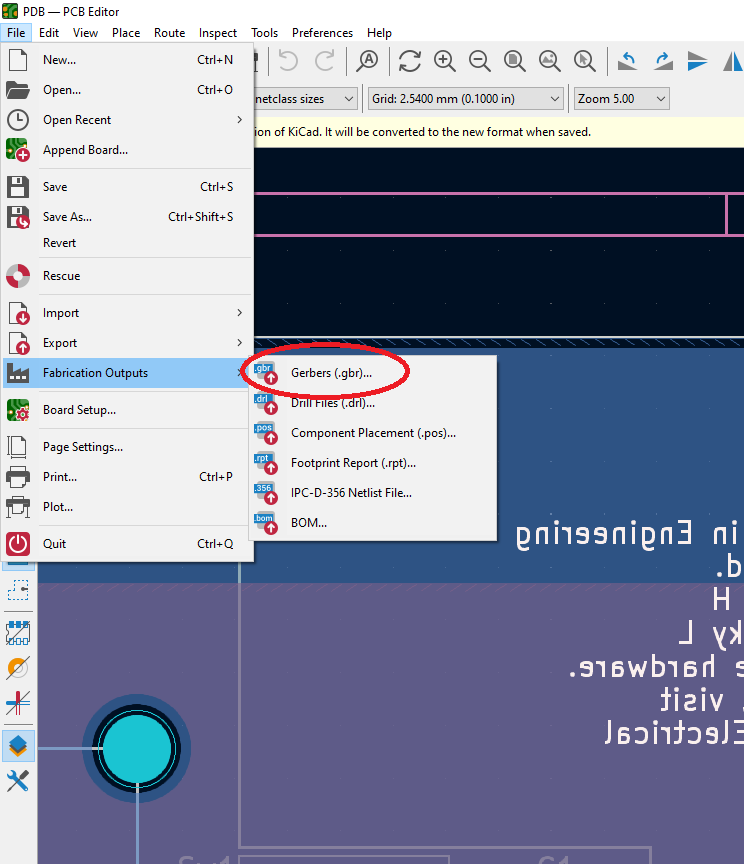 PDB — PCB Editor
File Edit View Place Route Inspect Tools Preferences Help
New... Ctrl+N
Open... Ctrl+O
Open Recent
Append Board...
Save Ctrl+S
Save As... Ctrl+Shift+S
Revert
Rescue
Import
Export
Fabrication Outputs
Board Setup...
Page Settings...
Print... Ctrl+P
Plot...
Quit Ctrl+Q
netclass sizes Grid: 2.5400 mm (0.1000 in) Zoom 5.00
ion of KiCad. It will be converted to the new format when saved.
.gbr Gerbers (.gbr)...
.drl Drill Files (.drl)...
.pos Component Placement (.pos)...
.rpt Footprint Report (.rpt)...
.356 IPC-D-356 Netlist File...
.bom BOM...
in Engineering
d.
H
ky L
e hardware.
, visit
Electrical